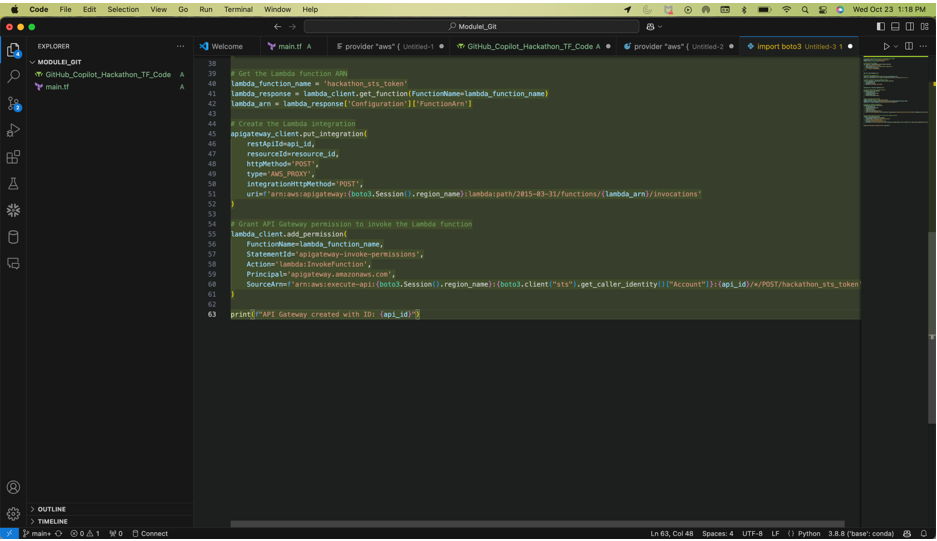 Code File Edit Selection View Go Run Terminal Window Help Wed Oct 23 1:18 PM
Modulel_Git
EXPLORER
Welcome main.tf A provider "aws" { Untitled-1 GitHub_Copilot_Hackathon_TF_Code A provider "aws" { Untitled-2 import boto3 Untitled-3 1
MODULEI_GIT
GitHub_Copilot_Hackathon_TF_Code A
main.tf A
4
2
38
39 # Get the Lambda function ARN
40 lambda_function_name = 'hackathon_sts_token'
41 lambda_response = lambda_client.get_function(FunctionName=lambda_function_name)
42 lambda_arn = lambda_response['Configuration']['FunctionArn']
43
44 # Create the Lambda integration
45 apigateway_client.put_integration(
46 restApiId=api_id,
47 resourceId=resource_id,
48 httpMethod='POST',
49 type='AWS_PROXY',
50 integrationHttpMethod='POST',
51 uri=f'arn:aws:apigateway:{boto3.Session().region_name}:lambda:path/2015-03-31/functions/{lambda_arn}/invocations'
52 )
53
54 # Grant API Gateway permission to invoke the Lambda function
55 lambda_client.add_permission(
56 FunctionName=lambda_function_name,
57 StatementId='apigateway-invoke-permissions',
58 Action='lambda:InvokeFunction',
59 Principal='apigateway.amazonaws.com',
60 SourceArn=f'arn:aws:execute-api:{boto3.Session().region_name}:{boto3.client("sts").get_caller_identity()["Account"]}:{api_id}/*/POST/hackathon_sts_token'
61 )
62
63 print(f"API Gateway created with ID: {api_id}")
OUTLINE
TIMELINE
main+ 0 1 0 Connect Ln 63, Col 48 Spaces: 4 UTF-8 LF {} Python 3.8.8 ('base': conda)